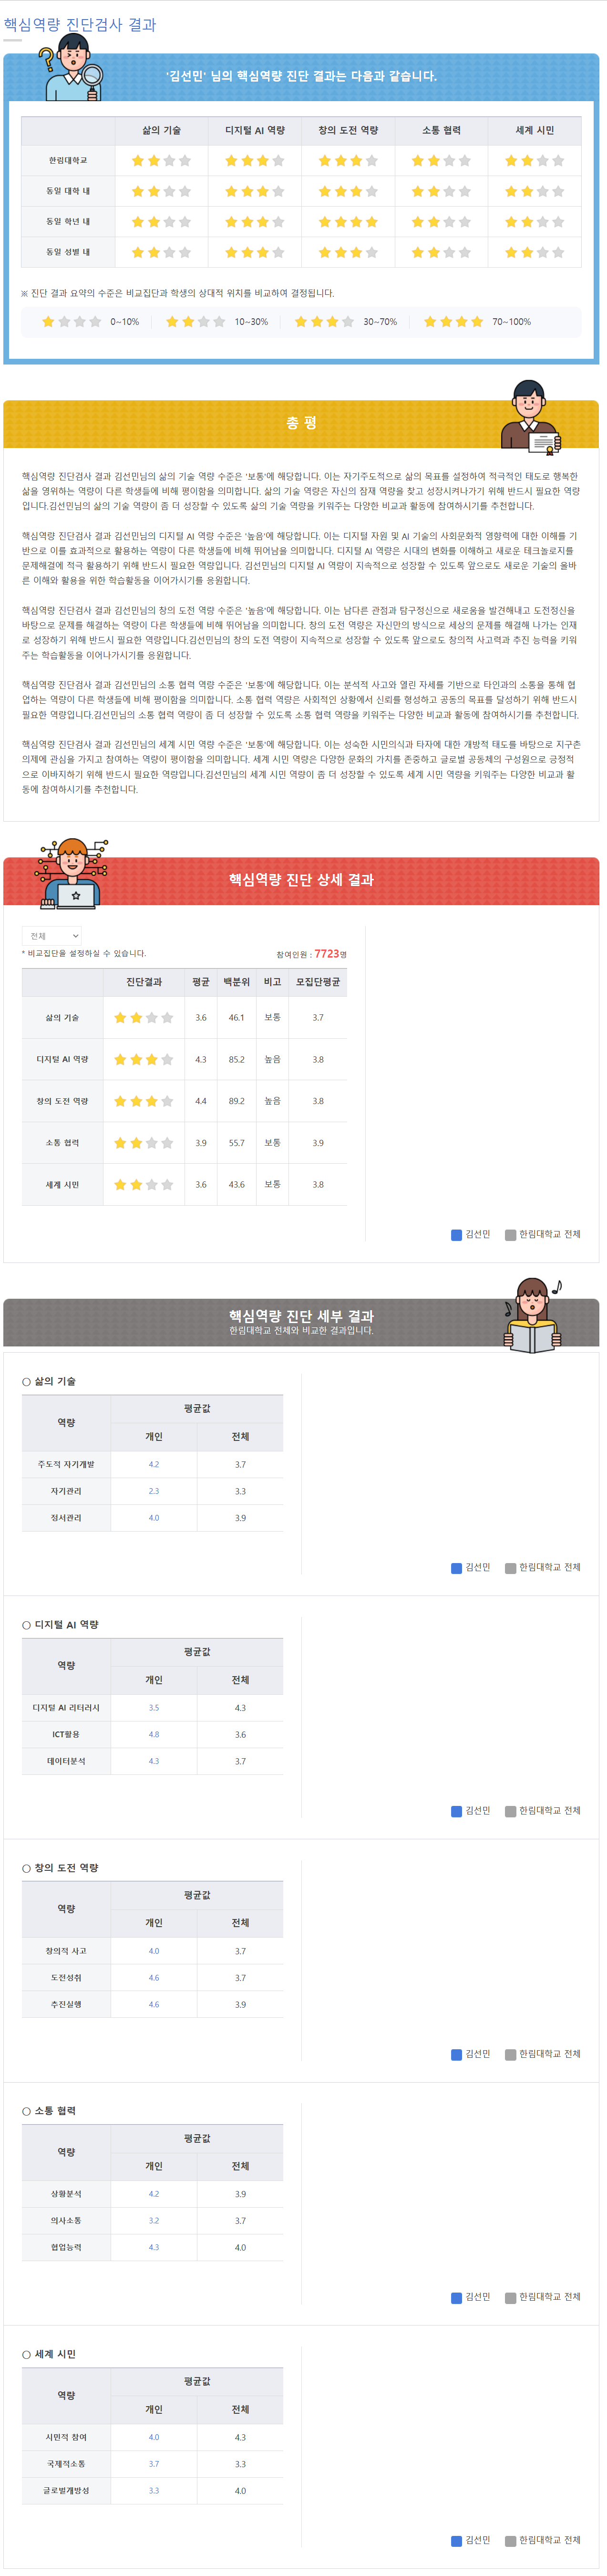 핵심역량 진단검사 결과
'김선민' 님의 핵심역량 진단 결과는 다음과 같습니다.
삶의 기술 디지털 AI 역량 창의 도전 역량 소통 협력 세계 시민
한림대학교
동일 대학 내
동일 학년 내
동일 성별 내
※ 진단 결과 요약의 수준은 비교집단과 학생의 상대적 위치를 비교하여 결정됩니다.
0~10% 10~30% 30~70% 70~100%
총 평
핵심역량 진단검사 결과 김선민님의 삶의 기술 역량 수준은 '보통'에 해당합니다. 이는 자기주도적으로 삶의 목표를 설정하여 적극적인 태도로 행복한
삶을 영위하는 역량이 다른 학생들에 비해 평이함을 의미합니다. 삶의 기술 역량은 자신의 잠재 역량을 찾고 성장시켜나가기 위해 반드시 필요한 역량
입니다.김선민님의 삶의 기술 역량이 좀 더 성장할 수 있도록 삶의 기술 역량을 키워주는 다양한 비교과 활동에 참여하시기를 추천합니다.
핵심역량 진단검사 결과 김선민님의 디지털 AI 역량 수준은 '높음'에 해당합니다. 이는 디지털 자원 및 AI 기술의 사회문화적 영향력에 대한 이해를 기
반으로 이를 효과적으로 활용하는 역량이 다른 학생들에 비해 뛰어남을 의미합니다. 디지털 AI 역량은 시대의 변화를 이해하고 새로운 테크놀로지를
문제해결에 적극 활용하기 위해 반드시 필요한 역량입니다. 김선민님의 디지털 AI 역량이 지속적으로 성장할 수 있도록 앞으로도 새로운 기술의 올바
른 이해와 활용을 위한 학습활동을 이어가시기를 응원합니다.
핵심역량 진단검사 결과 김선민님의 창의 도전 역량 수준은 '높음'에 해당합니다. 이는 남다른 관점과 탐구정신으로 새로움을 발견해내고 도전정신을
바탕으로 문제를 해결하는 역량이 다른 학생들에 비해 뛰어남을 의미합니다. 창의 도전 역량은 자신만의 방식으로 세상의 문제를 해결해 나가는 인재
로 성장하기 위해 반드시 필요한 역량입니다.김선민님의 창의 도전 역량이 지속적으로 성장할 수 있도록 앞으로도 창의적 사고력과 추진 능력을 키워
주는 학습활동을 이어나가시기를 응원합니다.
핵심역량 진단검사 결과 김선민님의 소통 협력 역량 수준은 '보통'에 해당합니다. 이는 분석적 사고와 열린 자세를 기반으로 타인과의 소통을 통해 협
업하는 역량이 다른 학생들에 비해 평이함을 의미합니다. 소통 협력 역량은 사회적인 상황에서 신뢰를 형성하고 공동의 목표를 달성하기 위해 반드시
필요한 역량입니다.김선민님의 소통 협력 역량이 좀 더 성장할 수 있도록 소통 협력 역량을 키워주는 다양한 비교과 활동에 참여하시기를 추천합니다.
핵심역량 진단검사 결과 김선민님의 세계 시민 역량 수준은 '보통'에 해당합니다. 이는 성숙한 시민의식과 타자에 대한 개방적 태도를 바탕으로 지구촌
의제에 관심을 가지고 참여하는 역량이 평이함을 의미합니다. 세계 시민 역량은 다양한 문화의 가치를 존중하고 글로벌 공동체의 구성원으로 긍정적
으로 이바지하기 위해 반드시 필요한 역량입니다.김선민님의 세계 시민 역량이 좀 더 성장할 수 있도록 세계 시민 역량을 키워주는 다양한 비교과 활
동에 참여하시기를 추천합니다.
핵심역량 진단 상세 결과
전체
* 비교집단을 설정하실 수 있습니다. 참여인원 : 7723명
진단결과 평균 백분위 비고 모집단평균
삶의 기술 3.6 46.1 보통 3.7
디지털 AI 역량 4.3 85.2 높음 3.8
창의 도전 역량 4.4 89.2 높음 3.8
소통 협력 3.9 55.7 보통 3.9
세계 시민 3.6 43.6 보통 3.8
김선민 한림대학교 전체
핵심역량 진단 세부 결과
한림대학교 전체와 비교한 결과입니다.
○ 삶의 기술
역량 평균값
개인 전체
주도적 자기개발 4.2 3.7
자기관리 2.3 3.3
정서관리 4.0 3.9
김선민 한림대학교 전체
○ 디지털 AI 역량
역량 평균값
개인 전체
디지털 AI 리터러시 3.5 4.3
ICT활용 4.8 3.6
데이터분석 4.3 3.7
김선민 한림대학교 전체
○ 창의 도전 역량
역량 평균값
개인 전체
창의적 사고 4.0 3.7
도전성취 4.6 3.7
추진실행 4.6 3.9
김선민 한림대학교 전체
○ 소통 협력
역량 평균값
개인 전체
상황분석 4.2 3.9
의사소통 3.2 3.7
협업능력 4.3 4.0
김선민 한림대학교 전체
○ 세계 시민
역량 평균값
개인 전체
시민적 참여 4.0 4.3
국제적소통 3.7 3.3
글로벌개방성 3.3 4.0
김선민 한림대학교 전체